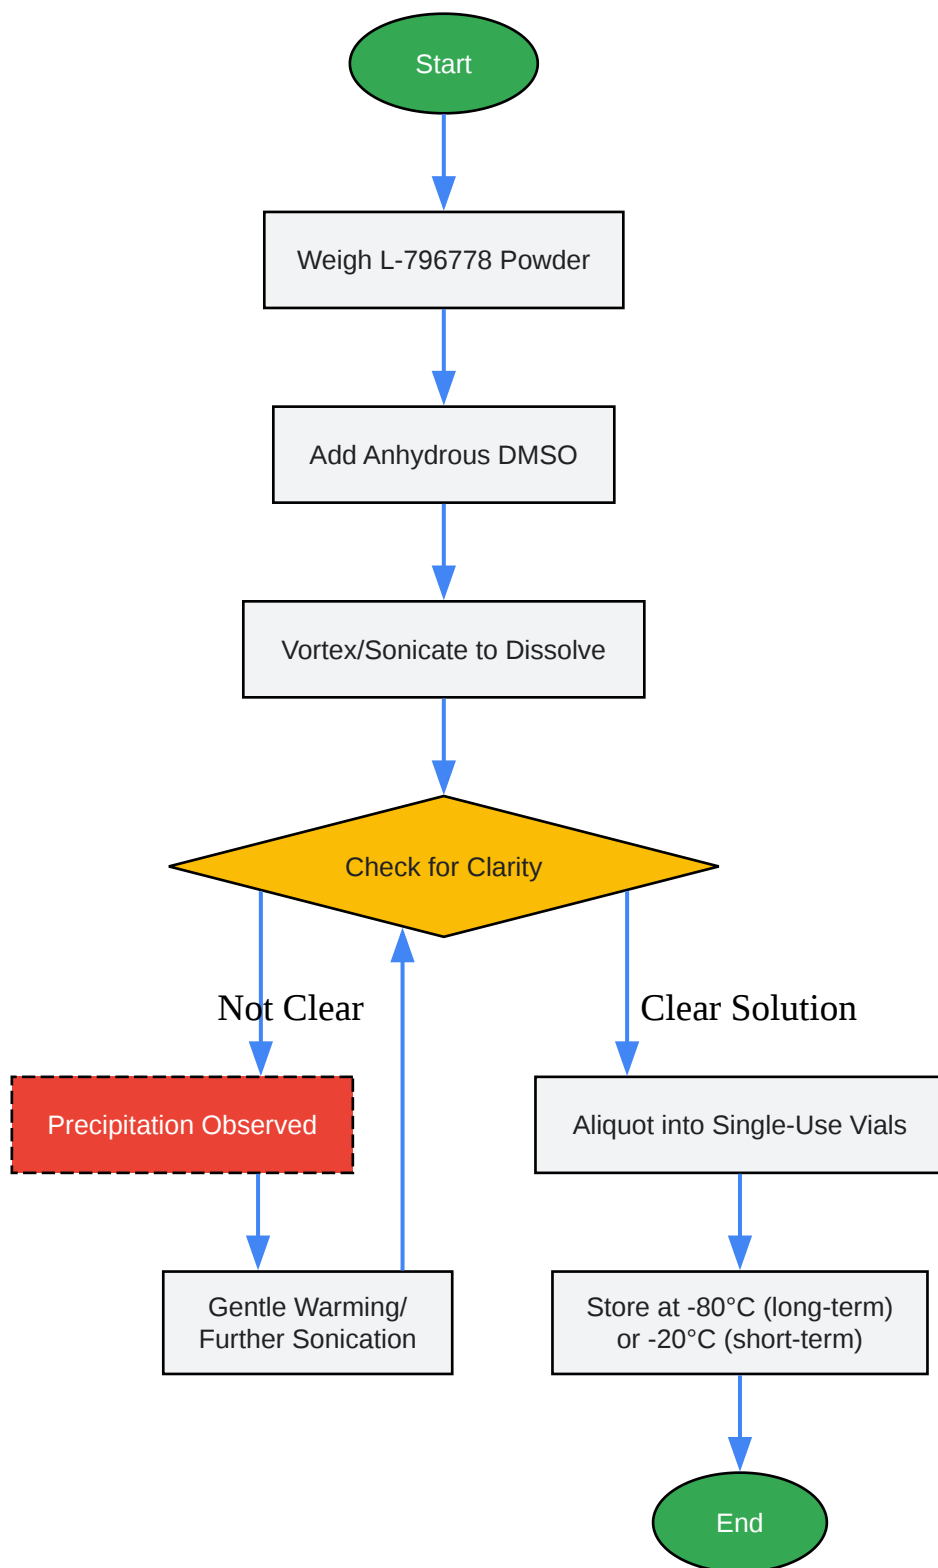 Start
Weigh L-796778 Powder
Add Anhydrous DMSO
Vortex/Sonicate to Dissolve
Check for Clarity
Not Clear
Clear Solution
Precipitation Observed
Aliquot into Single-Use Vials
Gentle Warming/
Further Sonication
Store at -80°C (long-term)
or -20°C (short-term)
End